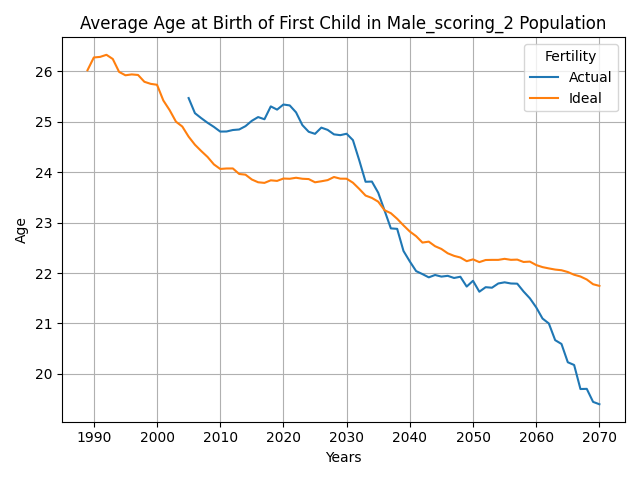 Average Age at Birth of First Child in Male_scoring_2 Population
Fertility
Actual
Ideal
Age
26
25
24
23
22
21
20
1990 2000 2010 2020 2030 2040 2050 2060 2070
Years